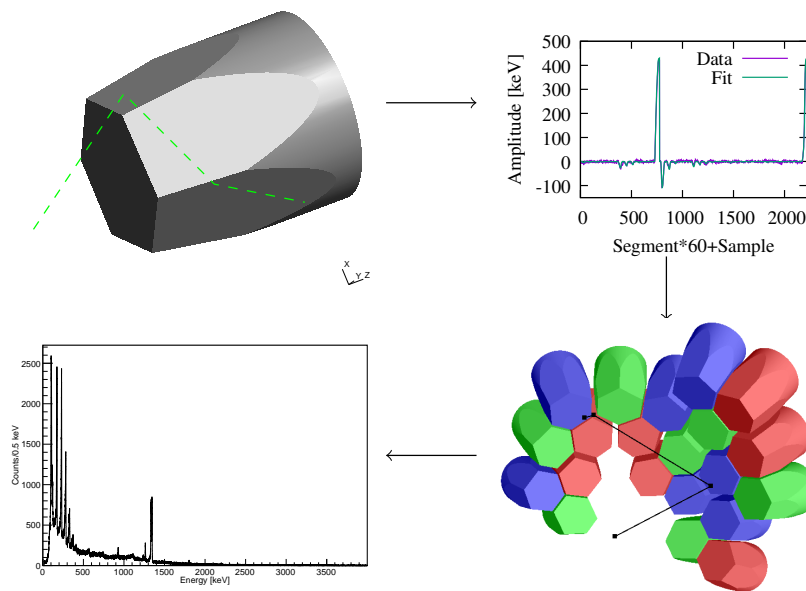 500
400
300
200
100
0
-100
Amplitude [keV]
Data
Fit
0
500
1000
1500
2000
Segment*60+Sample
X
Y
Z
2500
2000
1500
1000
500
0
Counts/0.5 keV
0
500
1000
1500
2000
2500
3000
3500
Energy [keV]